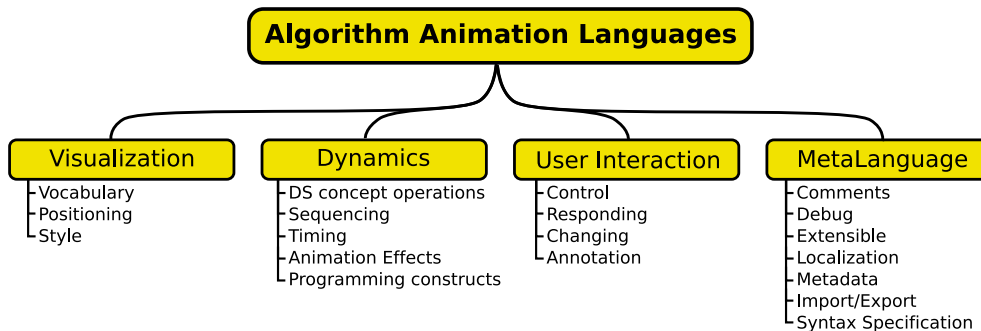 Algorithm Animation Languages
Visualization
Vocabulary
Positioning
Style
Dynamics
DS concept operations
Sequencing
Timing
Animation Effects
Programming constructs
User Interaction
Control
Responding
Changing
Annotation
MetaLanguage
Comments
Debug
Extensible
Localization
Metadata
Import/Export
Syntax Specification